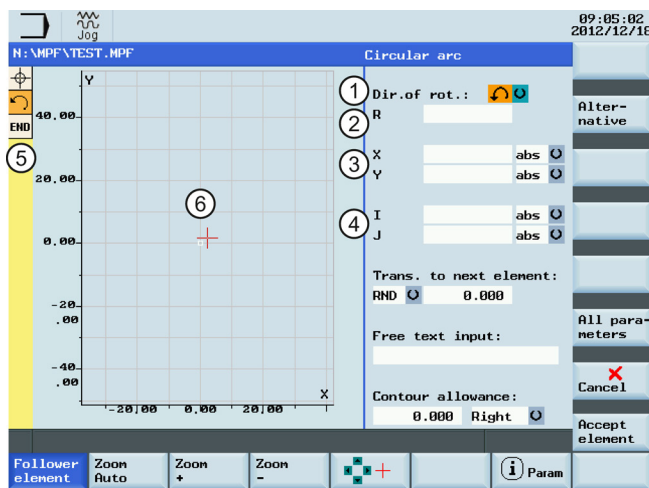 Jog
09:05:02
2012/12/18
N:\MPF\TEST.MPF
Circular arc
Y
40,00
20,00
0,00
-20
.00
-40
.00
-20|00 0,00 20|00
X
END
1
2
3
4
5
6
Dir.of rot.:
R
X abs
Y abs
I abs
J abs
Trans. to next element:
RND 0.000
Free text input:
Contour allowance:
0.000 Right
Alter-
native
All para-
meters
Cancel
Accept
element
Follower
element
Zoom
Auto
Zoom
+
Zoom
-
i Param